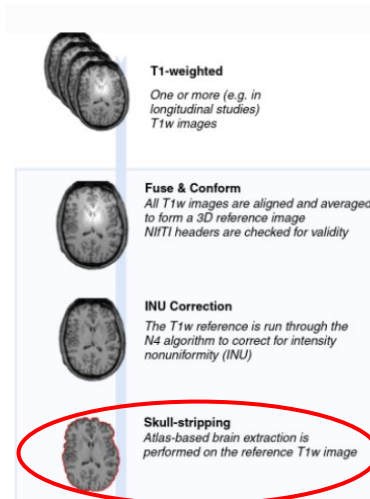 T1-weighted
One or more (e.g. in
longitudinal studies)
T1w images
Fuse & Conform
All T1w images are aligned and averaged
to form a 3D reference image
NIfTI headers are checked for validity
INU Correction
The T1w reference is run through the
N4 algorithm to correct for intensity
nonuniformity (INU)
Skull-stripping
Atlas-based brain extraction is
performed on the reference T1w image